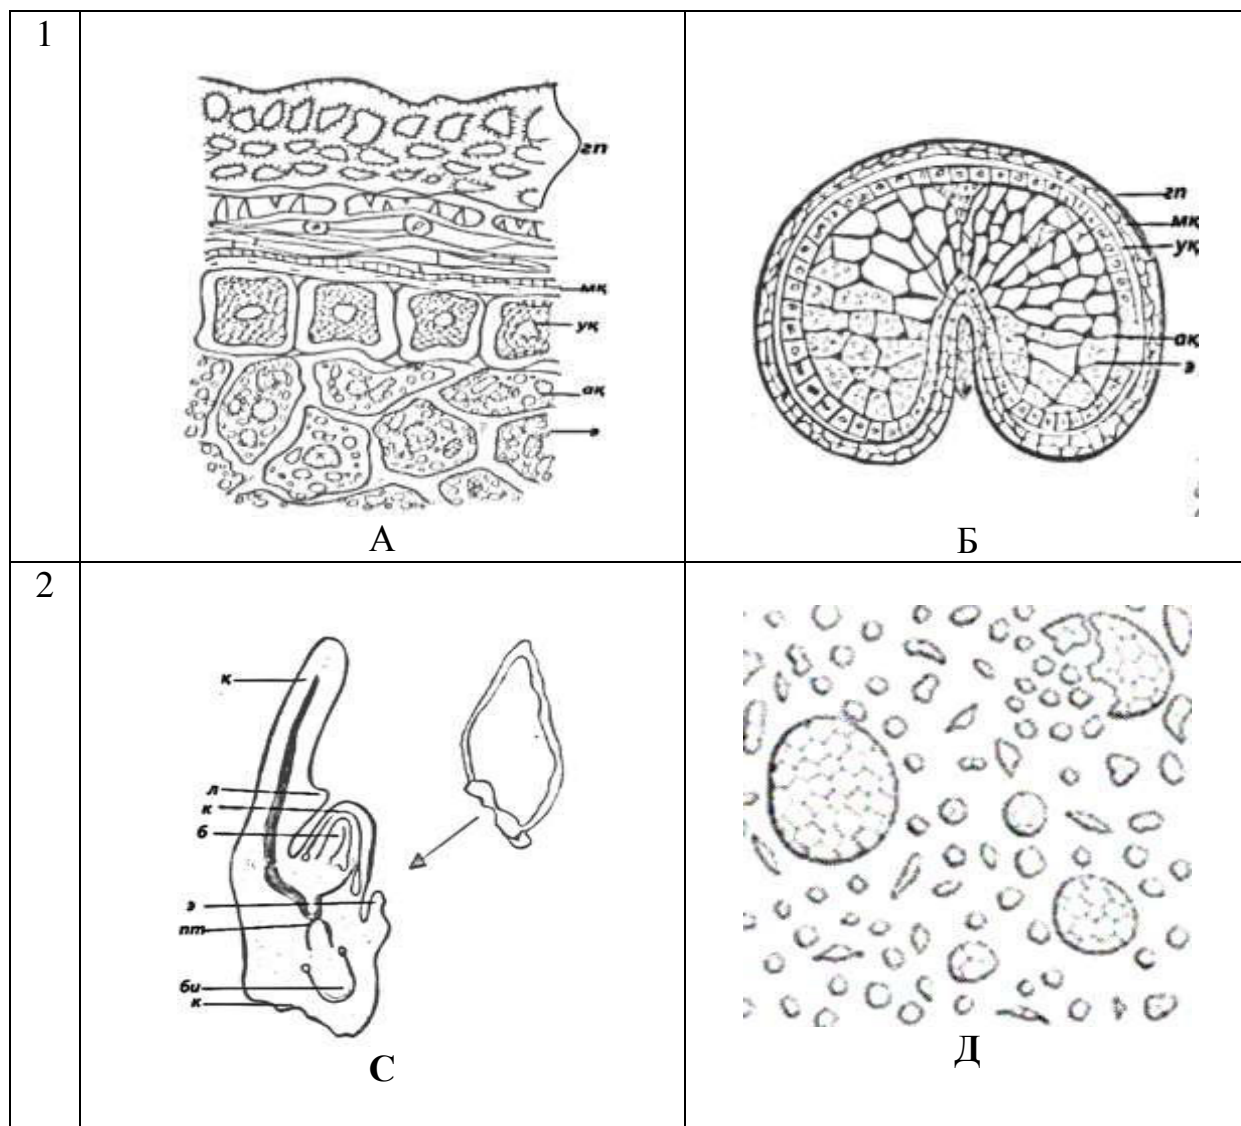 1
гп
мқ
уқ
ақ
э
А
гп
мқ
уқ
ақ
э
Б
2
қ
л
к
б
э
пт
би
к
С
Д